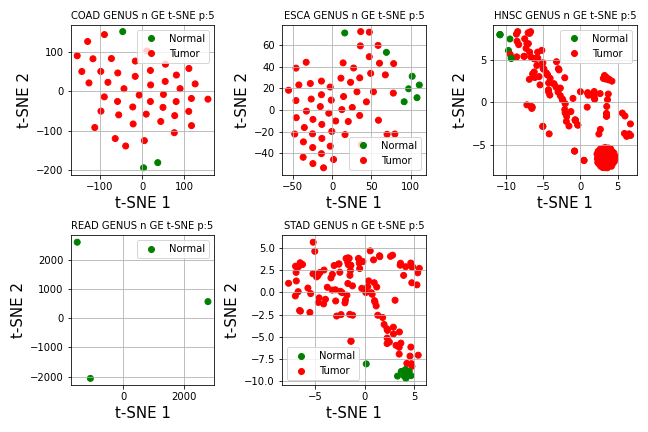 COAD GENUS n GE t-SNE p:5
ESCA GENUS n GE t-SNE p:5
HNSC GENUS n GE t-SNE p:5
t-SNE 2
100
0
−100
−200
Normal
Tumor
−100
0
100
t-SNE 1
t-SNE 2
80
60
40
20
0
−20
−40
Normal
Tumor
−50
0
50
100
t-SNE 1
t-SNE 2
5
0
−5
Normal
Tumor
−10
−5
0
5
t-SNE 1
READ GENUS n GE t-SNE p:5
STAD GENUS n GE t-SNE p:5
t-SNE 2
2000
1000
0
−1000
−2000
Normal
0
2000
t-SNE 1
t-SNE 2
5.0
2.5
0.0
−2.5
−5.0
−7.5
−10.0
Normal
Tumor
−5
0
5
t-SNE 1